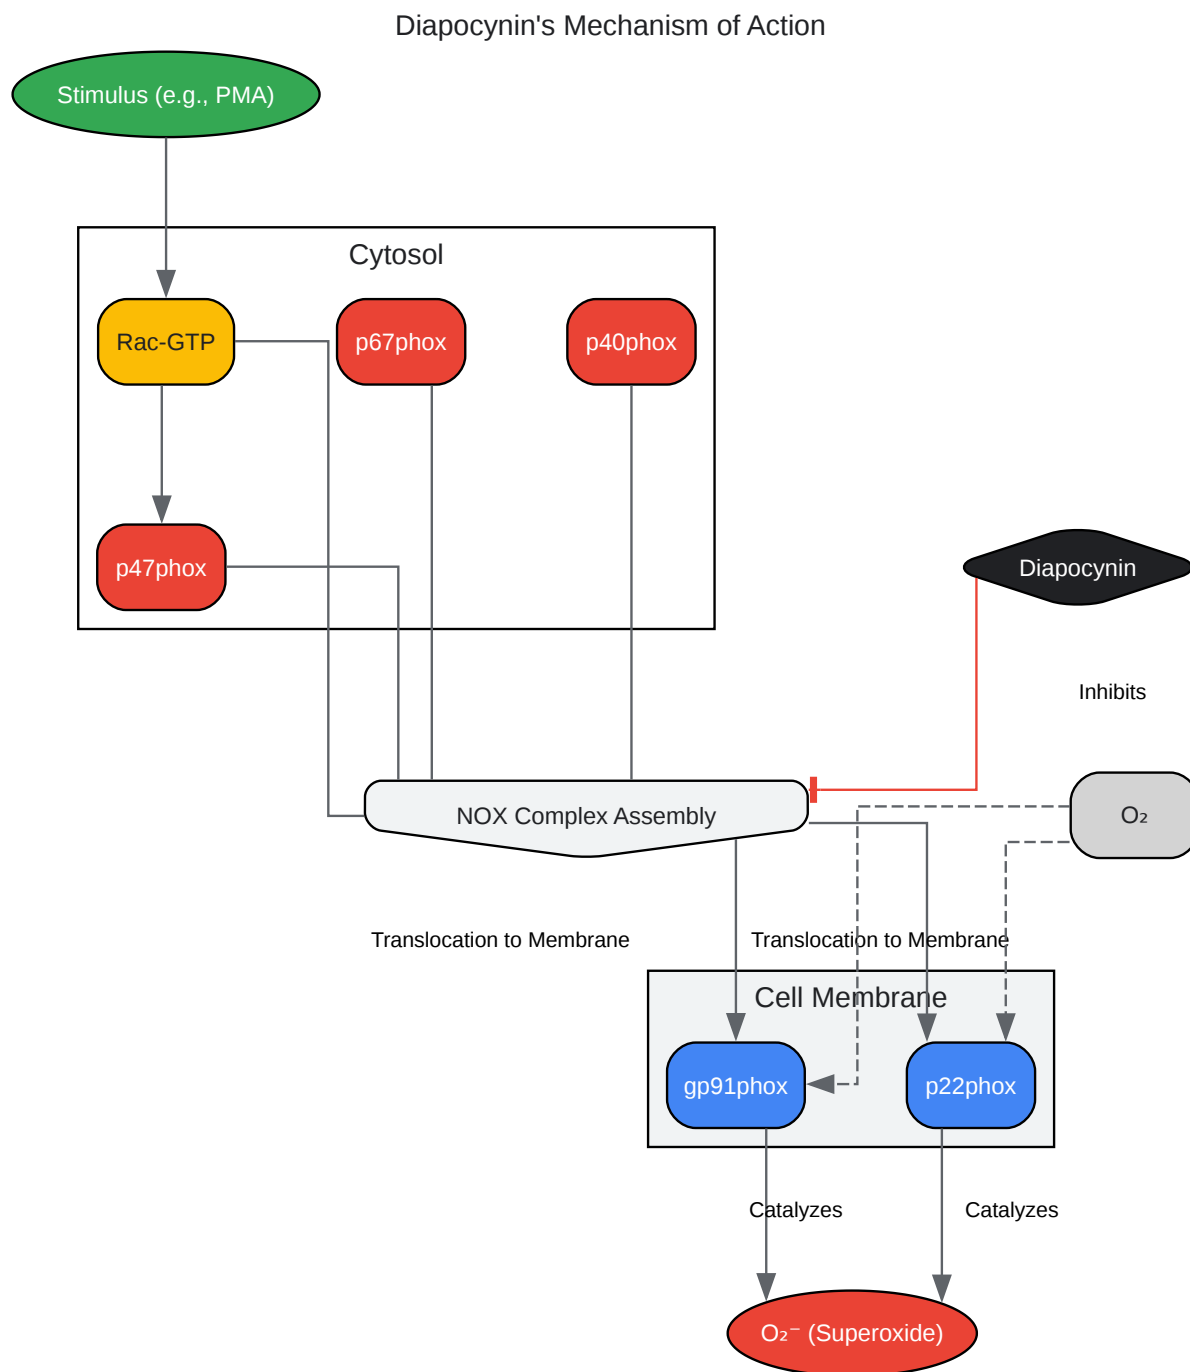 Diapocynin's Mechanism of Action
Stimulus (e.g., PMA)
Cytosol
Rac-GTP
p67phox
p40phox
p47phox
Diapocynin
Inhibits
NOX Complex Assembly
O₂
Translocation to Membrane
Translocation to Membrane
Cell Membrane
gp91phox
p22phox
Catalyzes
Catalyzes
O₂⁻ (Superoxide)